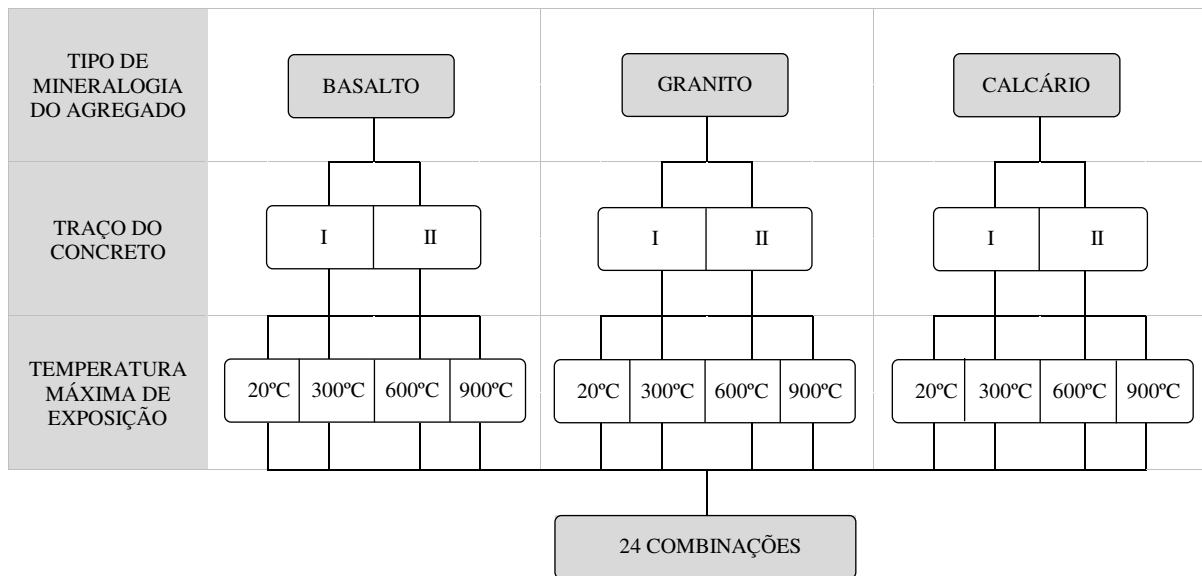 TIPO DE
MINERALOGIA
DO AGREGADO
BASALTO
GRANITO
CALCÁRIO
TRAÇO DO
CONCRETO
I
II
I
II
I
II
TEMPERATURA
MÁXIMA DE
EXPOSIÇÃO
20ºC
300ºC
600ºC
900ºC
20ºC
300ºC
600ºC
900ºC
20ºC
300ºC
600ºC
900ºC
24 COMBINAÇÕES